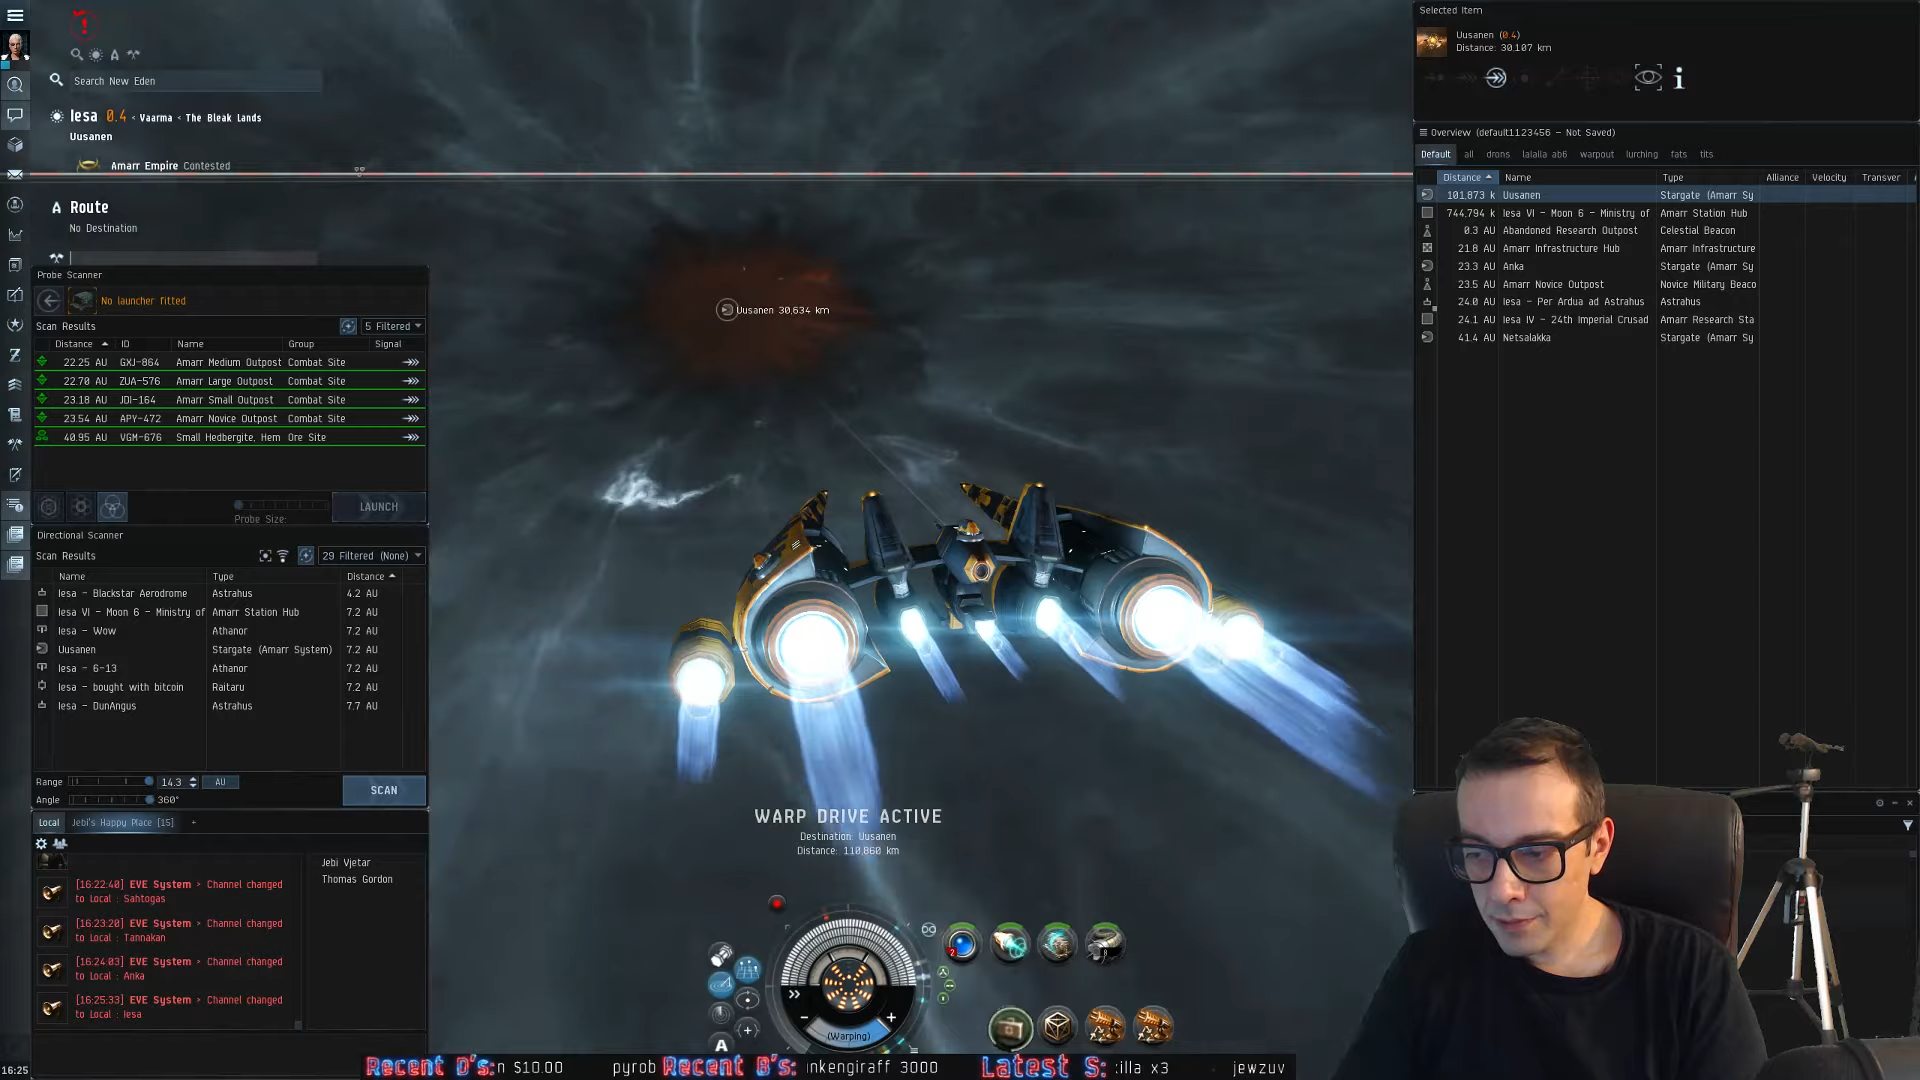 Search New Eden
Iesa 0.4 < Vaarma < The Bleak Lands
Uusanen
Amarr Empire Contested
A Route
No Destination
Probe Scanner
No launcher fitted
Scan Results 5 Filtered
Distance ID Name Group Signal
22.25 AU GXJ-864 Amarr Medium Outpost Combat Site
22.70 AU ZUA-576 Amarr Large Outpost Combat Site
23.18 AU JDI-164 Amarr Small Outpost Combat Site
23.54 AU APY-472 Amarr Novice Outpost Combat Site
40.95 AU VGM-676 Small Hedbergite, Hem Ore Site
Probe Size:
LAUNCH
Directional Scanner
Scan Results 29 Filtered (None)
Name Type Distance
Iesa - Blackstar Aerodrome Astrahus 4.2 AU
Iesa VI - Moon 6 - Ministry of Amarr Station Hub 7.2 AU
Iesa - Wow Athanor 7.2 AU
Uusanen Stargate (Amarr System) 7.2 AU
Iesa - 6-13 Athanor 7.2 AU
Iesa - bought with bitcoin Raitaru 7.2 AU
Iesa - DunAngus Astrahus 7.7 AU
Range 14.3 AU
Angle 360°
SCAN
Local Jebi's Happy Place [15] +
Jebi Vjetar
Thomas Gordon
[16:22:40] EVE System > Channel changed
to Local : Sahtogas
[16:23:20] EVE System > Channel changed
to Local : Tannakan
[16:24:03] EVE System > Channel changed
to Local : Anka
[16:25:33] EVE System > Channel changed
to Local : Iesa
16:25
Uusanen 30,634 km
WARP DRIVE ACTIVE
Destination: Uusanen
Distance: 110,860 km
(Warping)
A
2
8
Recent D's: n $10.00 pyrob Recent B's: inkengiraff 3000 Latest S: :illa x3 jewzuv
Selected Item
Uusanen (0.4)
Distance: 30,107 km
Overview (default1123456 - Not Saved)
Default all drons lalalla ab6 warpout lurching fats tits
Distance Name Type Alliance Velocity Transver
101,873 k Uusanen Stargate (Amarr Sy
744,794 k Iesa VI - Moon 6 - Ministry of Amarr Station Hub
0.3 AU Abandoned Research Outpost Celestial Beacon
21.8 AU Amarr Infrastructure Hub Amarr Infrastructure
23.3 AU Anka Stargate (Amarr Sy
23.5 AU Amarr Novice Outpost Novice Military Beaco
24.0 AU Iesa - Per Ardua ad Astrahus Astrahus
24.1 AU Iesa IV - 24th Imperial Crusad Amarr Research Sta
41.4 AU Netsalakka Stargate (Amarr Sy